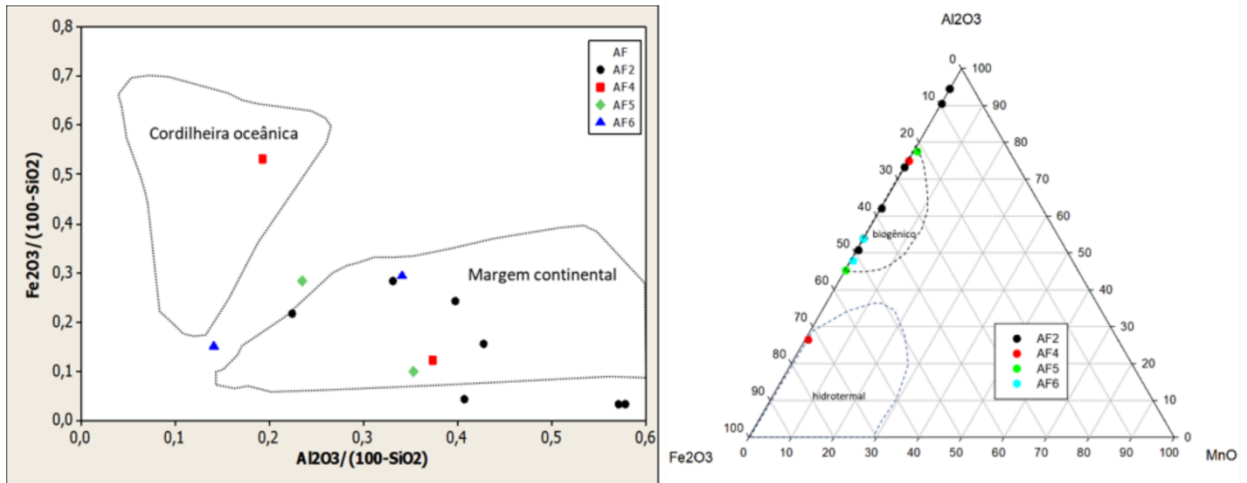 0,8
0,7
0,6
0,5
0,4
0,3
0,2
0,1
0,0
Fe2O3/(100-SiO2)
0,0 0,1 0,2 0,3 0,4 0,5 0,6
Al2O3/(100-SiO2)
Cordilheira oceânica
Margem continental
AF
AF2
AF4
AF5
AF6
Al2O3
0
10
20
30
40
50
60
70
80
90
100
100
90
80
70
60
50
40
30
20
10
0
biogênico
hidrotermal
AF2
AF4
AF5
AF6
0 10 20 30 40 50 60 70 80 90 100
Fe2O3
MnO